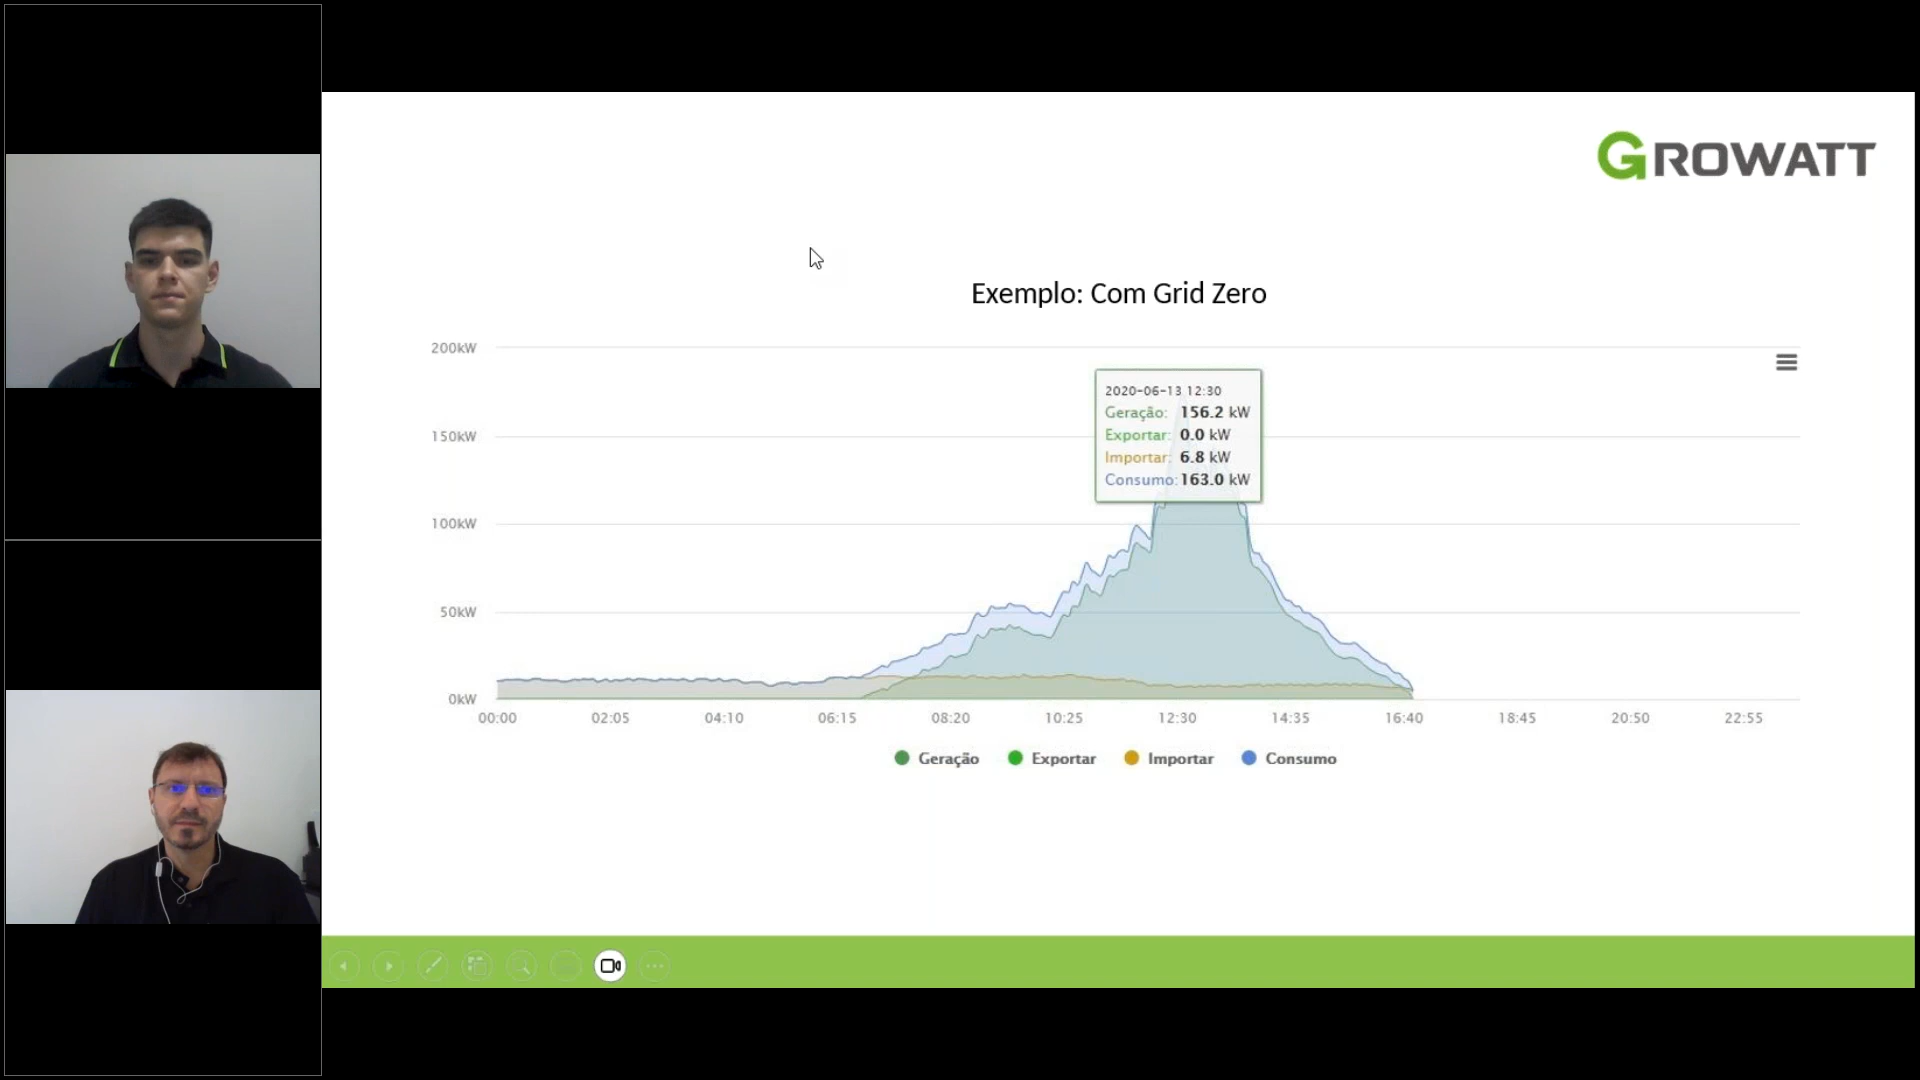 GROWATT
Exemplo: Com Grid Zero
200kW
150kW
100kW
50kW
0kW
2020-06-13 12:30
Geração: 156.2 kW
Exportar: 0.0 kW
Importar: 6.8 kW
Consumo: 163.0 kW
00:00 02:05 04:10 06:15 08:20 10:25 12:30 14:35 16:40 18:45 20:50 22:55
Geração Exportar Importar Consumo